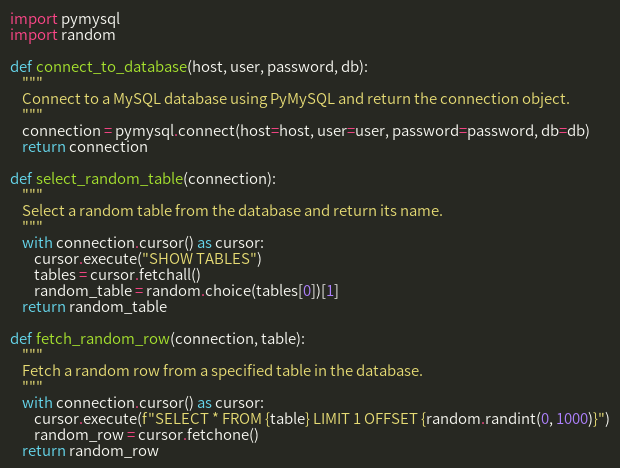 import pymysql
import random

def connect_to_database(host, user, password, db):
    """
    Connect to a MySQL database using PyMySQL and return the connection object.
    """
    connection = pymysql.connect(host=host, user=user, password=password, db=db)
    return connection

def select_random_table(connection):
    """
    Select a random table from the database and return its name.
    """
    with connection.cursor() as cursor:
        cursor.execute("SHOW TABLES")
        tables = cursor.fetchall()
        random_table = random.choice(tables[0])[1]
    return random_table

def fetch_random_row(connection, table):
    """
    Fetch a random row from a specified table in the database.
    """
    with connection.cursor() as cursor:
        cursor.execute(f"SELECT * FROM {table} LIMIT 1 OFFSET {random.randint(0, 1000)}")
        random_row = cursor.fetchone()
    return random_row